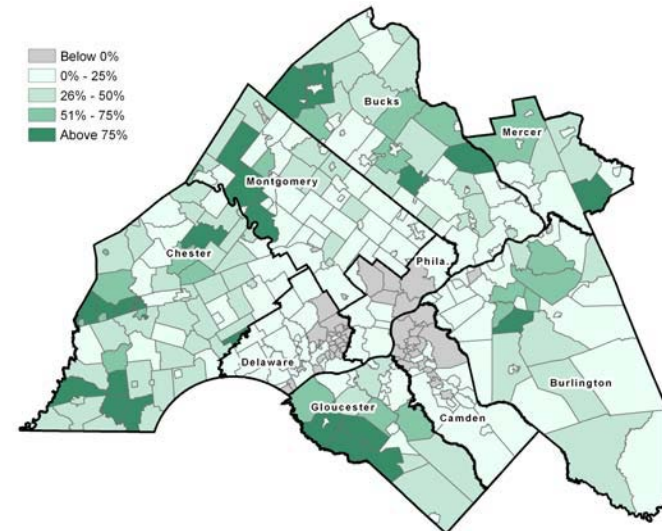 Below 0%
0% - 25%
26% - 50%
51% - 75%
Above 75%
Bucks
Mercer
Montgomery
Chester
Phila.
Delaware
Burlington
Gloucester
Camden